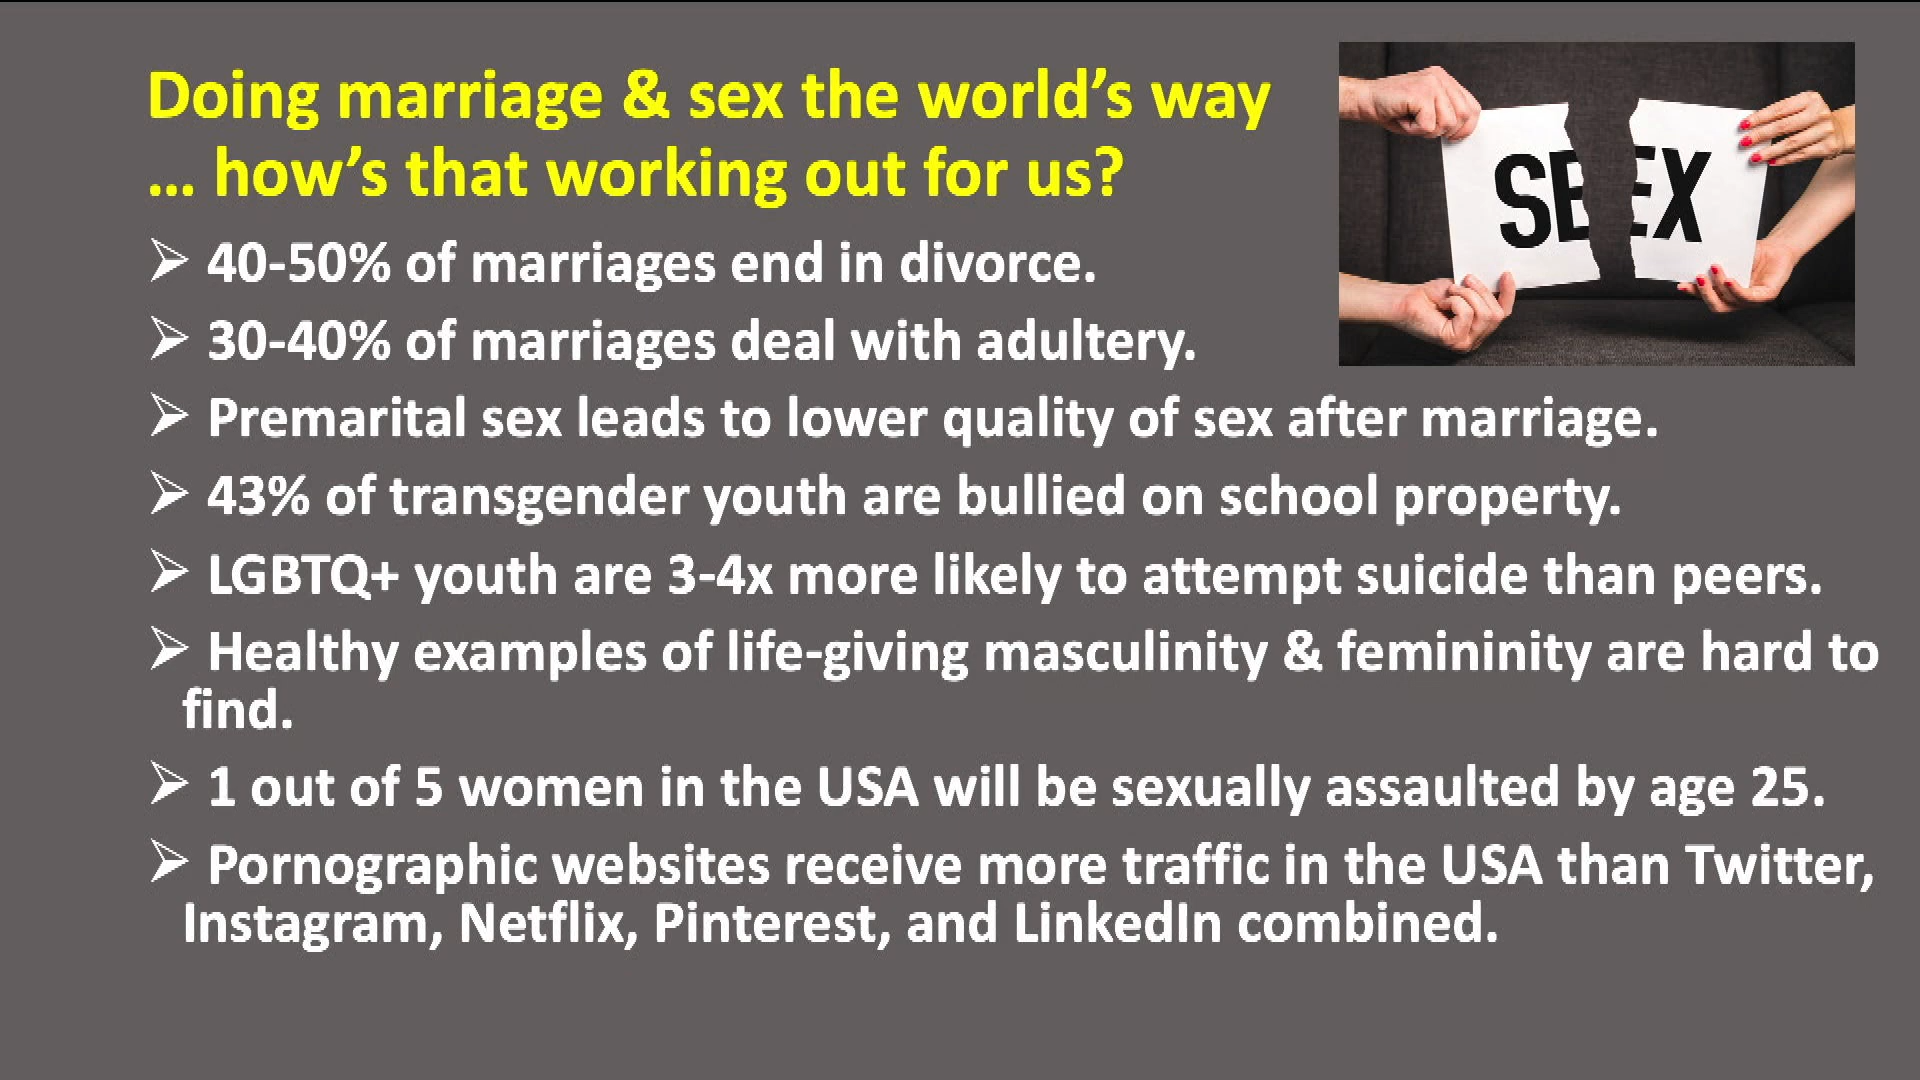 Doing marriage & sex the world's way
... how's that working out for us?
SE EX
➢ 40-50% of marriages end in divorce.
➢ 30-40% of marriages deal with adultery.
➢ Premarital sex leads to lower quality of sex after marriage.
➢ 43% of transgender youth are bullied on school property.
➢ LGBTQ+ youth are 3-4x more likely to attempt suicide than peers.
➢ Healthy examples of life-giving masculinity & femininity are hard to
find.
➢ 1 out of 5 women in the USA will be sexually assaulted by age 25.
➢ Pornographic websites receive more traffic in the USA than Twitter,
Instagram, Netflix, Pinterest, and LinkedIn combined.